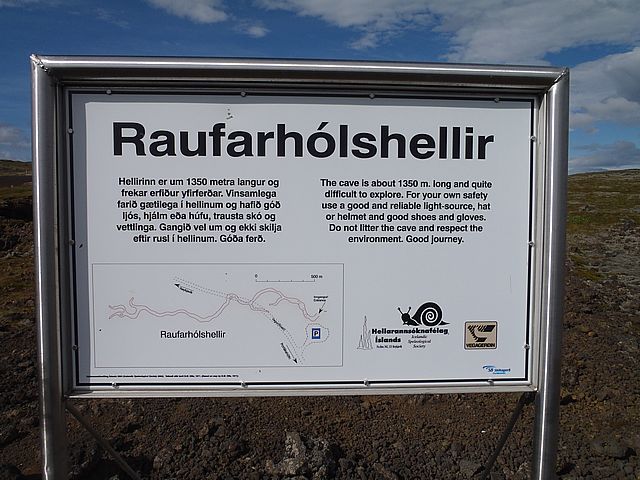 Raufarhólshellir
Hellirinn er um 1350 metra langur og
frekar erfiður yfirferðar. Vinsamlega
farið gætilega í hellinum og hafið góð
ljós, hjálm eða húfu, trausta skó og
vettlinga. Gangið vel um og ekki skilja
eftir rusl í hellinum. Góða ferð.
The cave is about 1350 m. long and quite
difficult to explore. For your own safety
use a good and reliable light-source, hat
or helmet and good shoes and gloves.
Do not litter the cave and respect the
environment. Good journey.
0
500 m
Raufarhólshellir
P
Hellarannsóknafélag
Íslands
Icelandic
Speleological
Society
VEGAGERÐIN